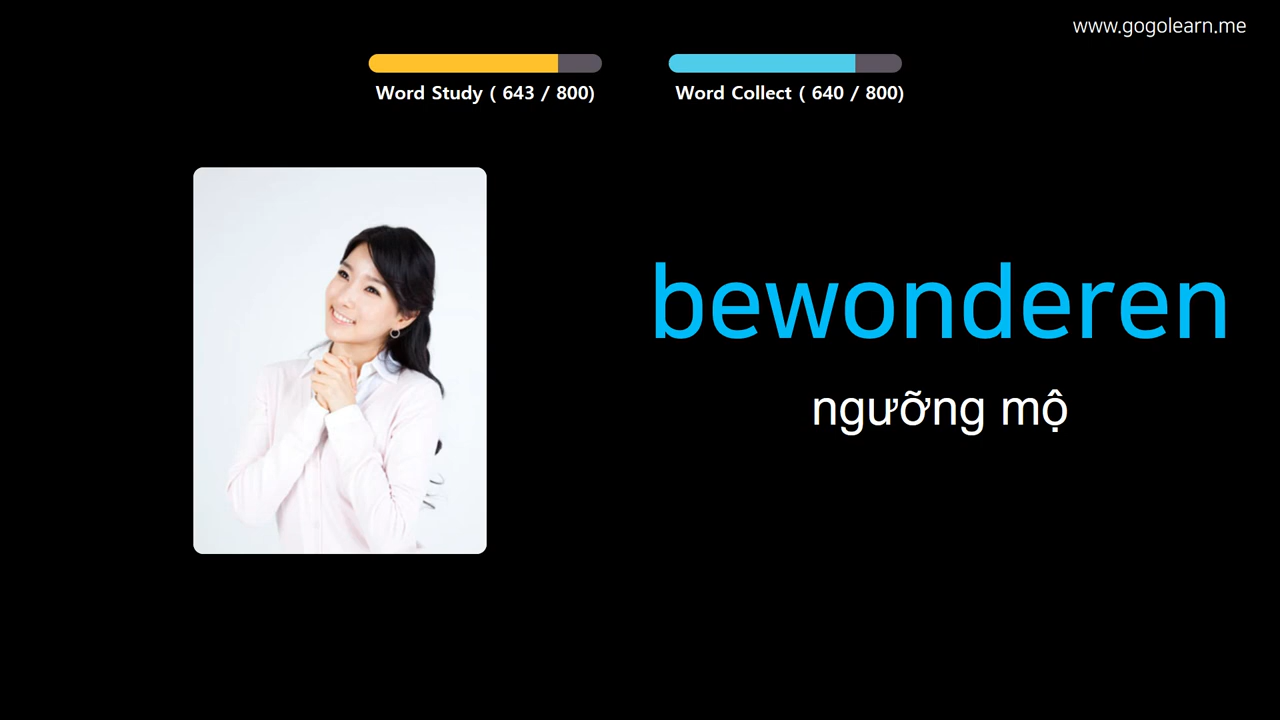 www.gogolearn.me
Word Study ( 643 / 800)
Word Collect ( 640 / 800)
bewonderen
ngưỡng mộ